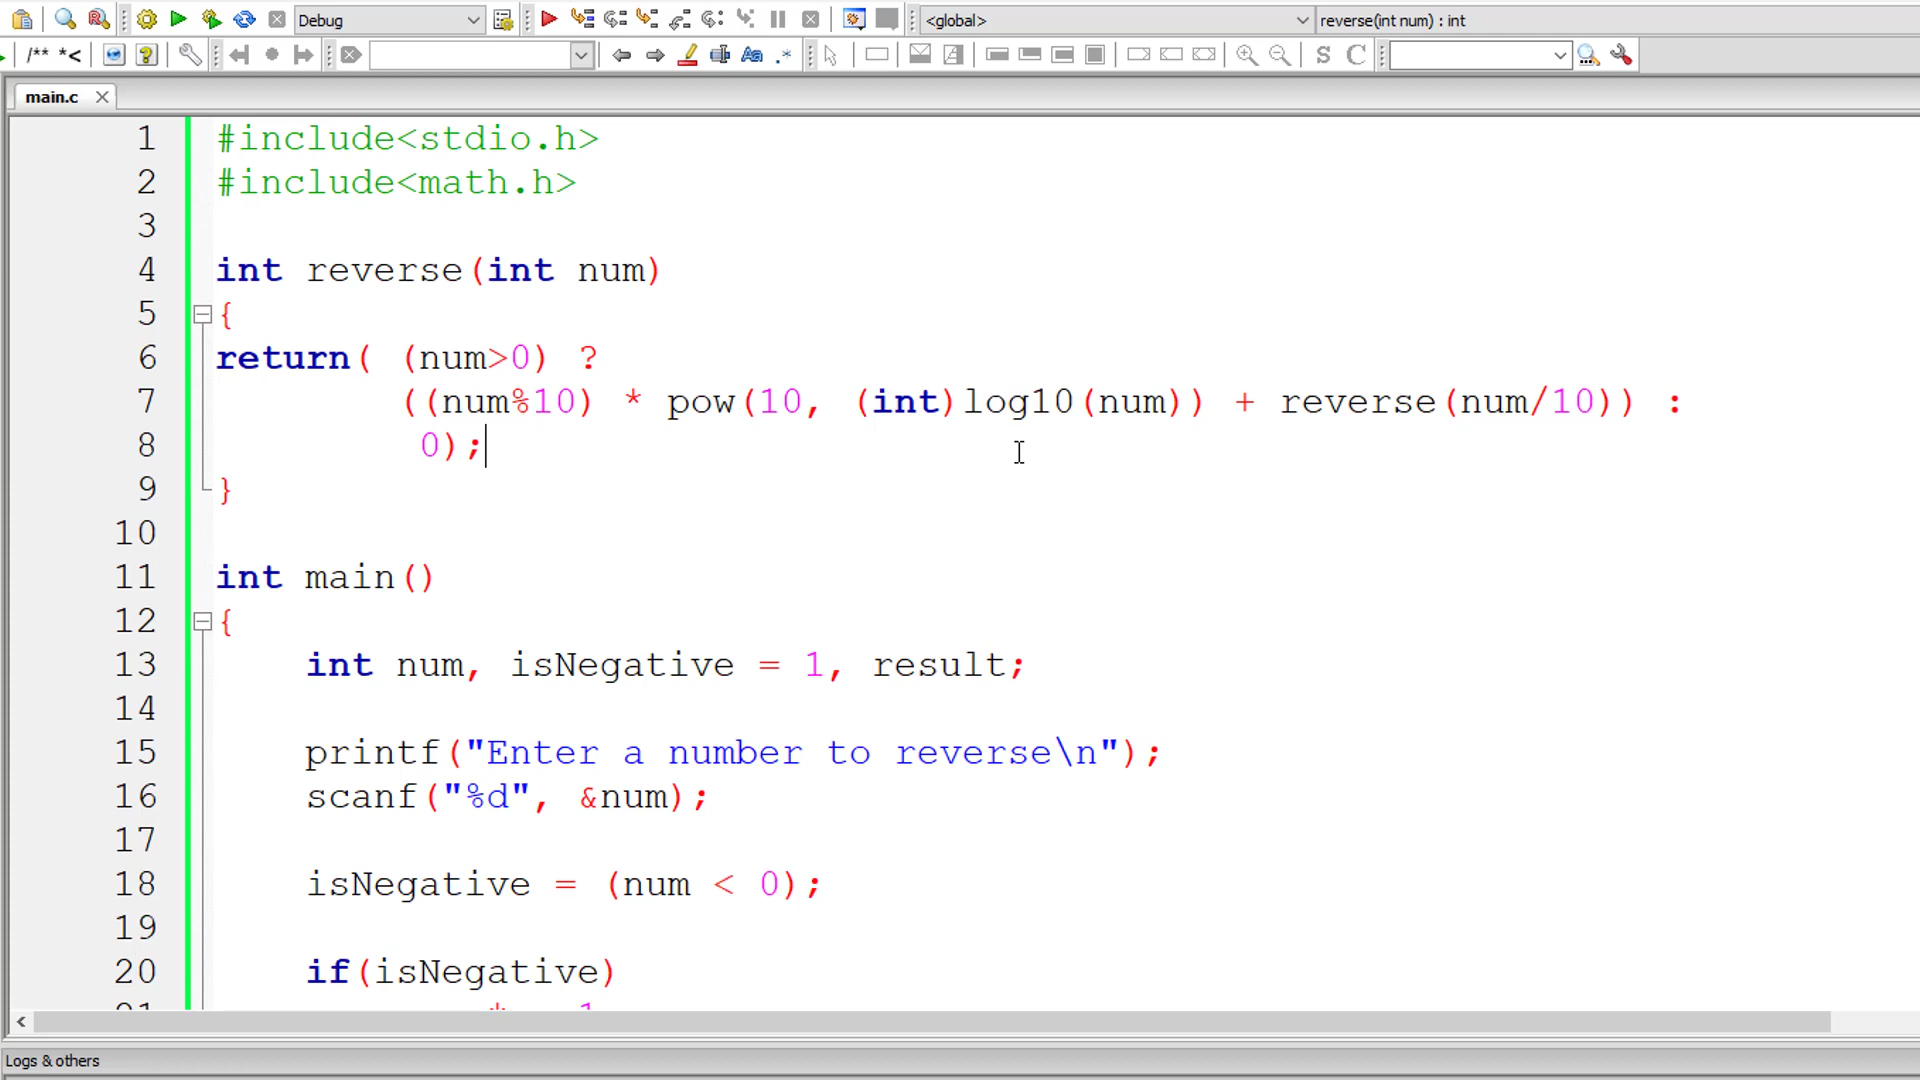 Debug
<global>
reverse(int num) : int
/** *<
Aa .*
S C
main.c
1 #include<stdio.h>
2 #include<math.h>
3
4 int reverse(int num)
5 {
6 return( (num>0) ?
7 ((num%10) * pow(10, (int)log10(num)) + reverse(num/10)) :
8 0);
9 }
10
11 int main()
12 {
13 int num, isNegative = 1, result;
14
15 printf("Enter a number to reverse\n");
16 scanf("%d", &num);
17
18 isNegative = (num < 0);
19
20 if(isNegative)
Logs & others